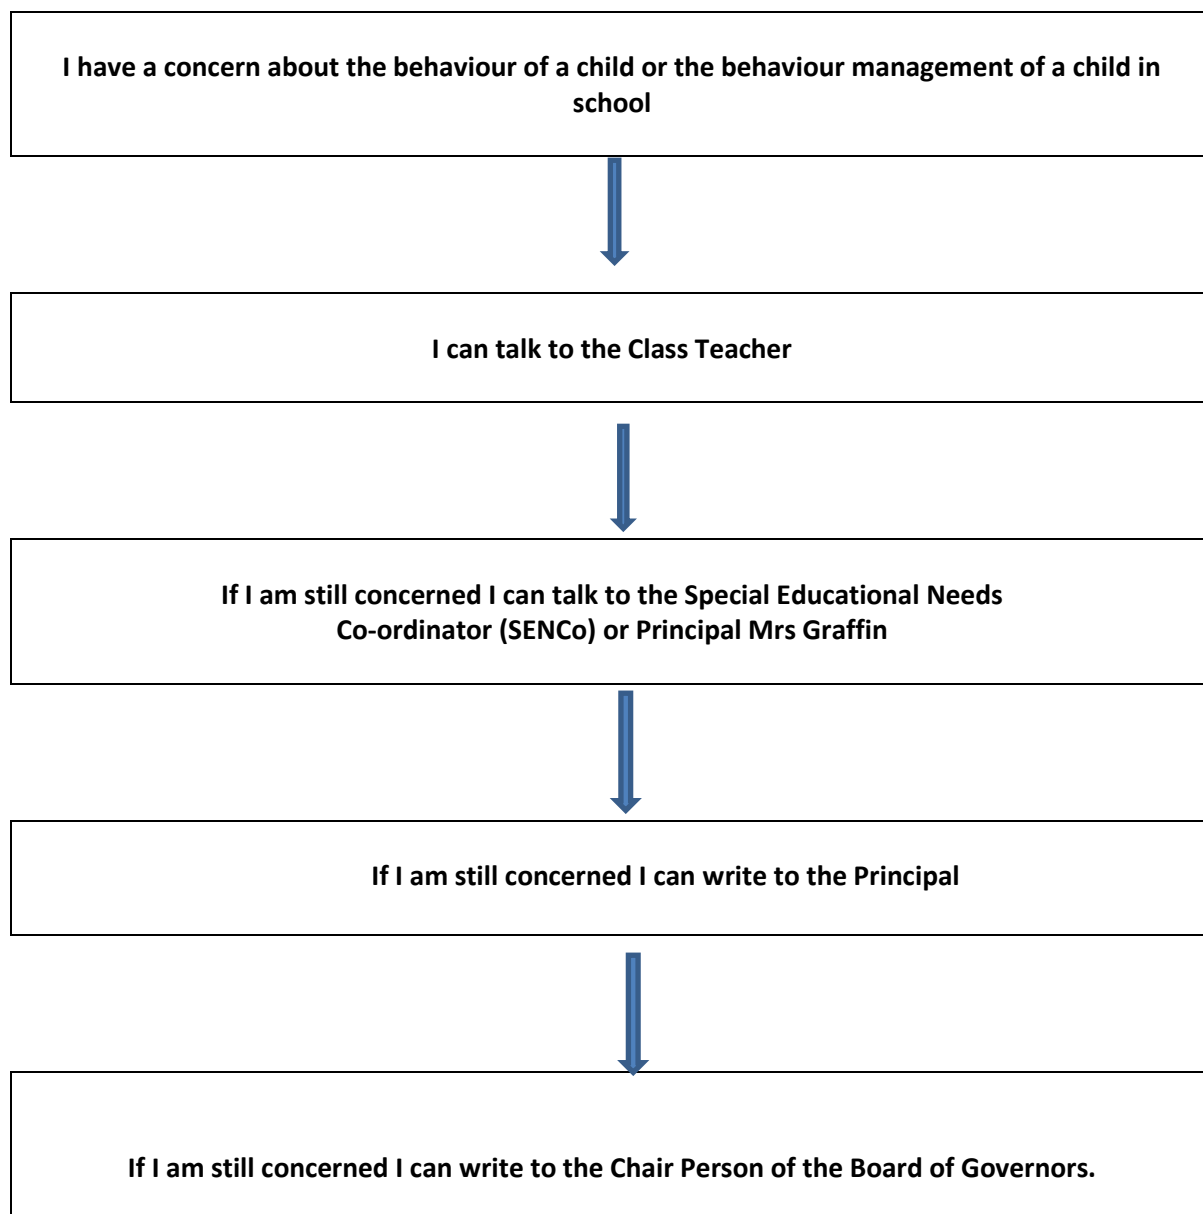 I have a concern about the behaviour of a child or the behaviour management of a child in
school
I can talk to the Class Teacher
If I am still concerned I can talk to the Special Educational Needs
Co-ordinator (SENCo) or Principal Mrs Graffin
If I am still concerned I can write to the Principal
If I am still concerned I can write to the Chair Person of the Board of Governors.